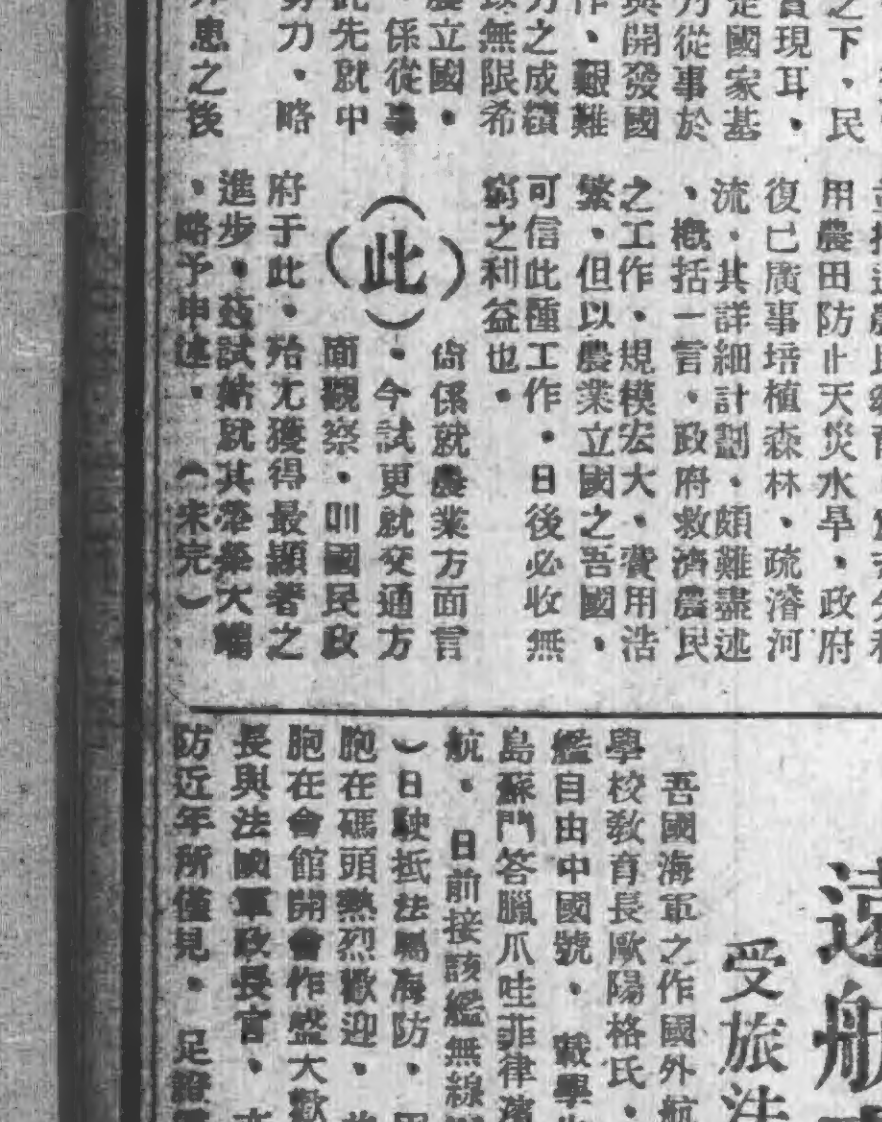 之下、民
實現耳、
定國家基
乃從事於
與開發國
作、艱難
力之成績
以無限希
農立國、
係從事
此先就中
努力、略
外患之後
用農田防止天災水旱、政府
復已廣事培植森林、疏濬河
流、其詳細計劃、頗難盡述
、概括一言、政府救濟農民
之工作、規模宏大、費用浩
繁、但以農業立國之吾國、
可信此種工作、日後必收無
窮之利益也、
(此)尙係就農業方面言
、今試更就交通方
面觀察、則國民政
府于此、殆尤獲得最顯著之
進步、茲試結就其犖犖大端
、略予申述、(未完)
遠航
受旅法
吾國海軍之作國外航
學校敎育長歐陽格氏、
艦自由中國號、載學
島蘇門答臘爪哇菲律濱
航、日前接該艦無線
)日駛抵法屬海防、
胞在碼頭熱烈歡迎、
胞在會館開會作盛大歡
長與法國軍政長官、
防近年所僅見、足證